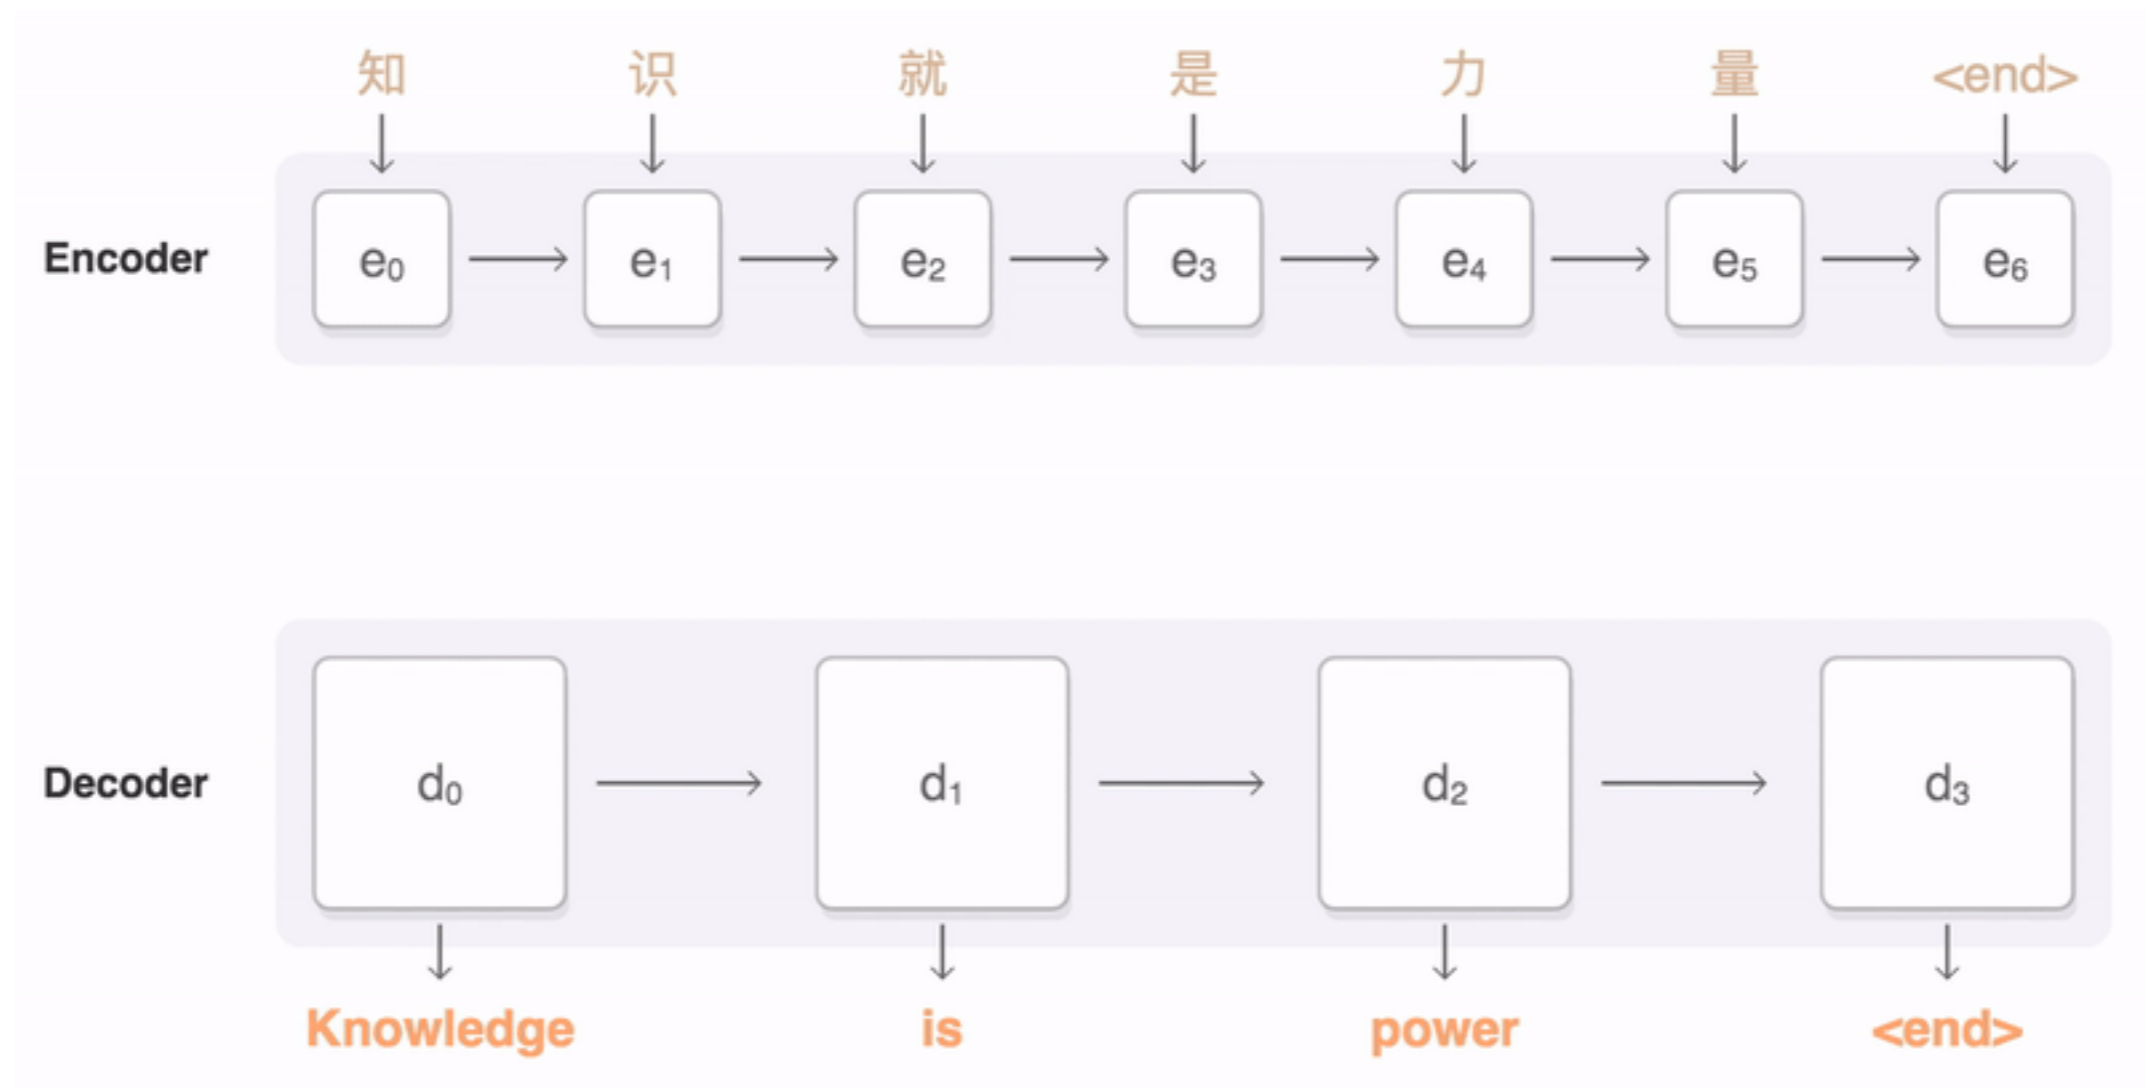 知 识 就 是 力 量 <end>
Encoder e₀ e₁ e₂ e₃ e₄ e₅ e₆
Decoder d₀ d₁ d₂ d₃
Knowledge is power <end>